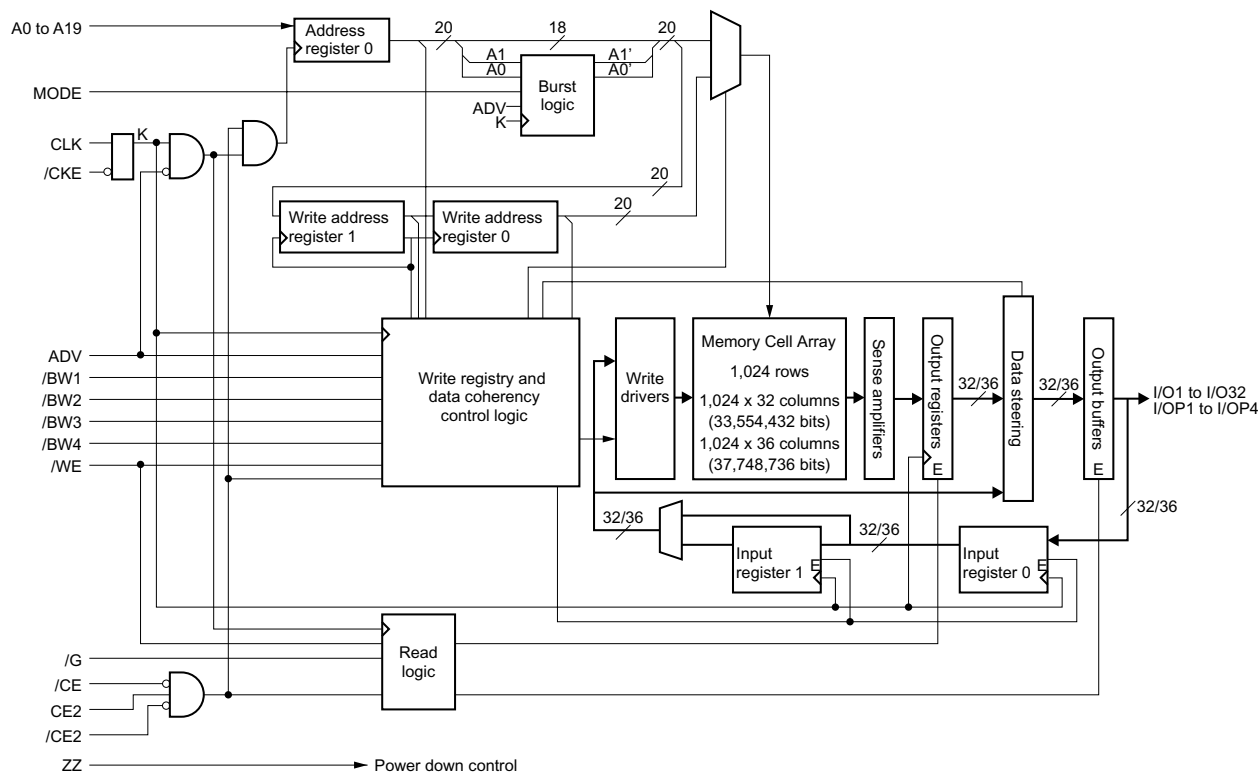 A0 to A19
Address
register 0
20
18
20
A1
A0
A1’
A0’
MODE
Burst
logic
ADV
K
CLK
K
/CKE
20
Write address
register 1
Write address
register 0
20
ADV
/BW1
/BW2
/BW3
/BW4
/WE
Write registry and
data coherency
control logic
Write
drivers
Memory Cell Array
1,024 rows
1,024 x 32 columns
(33,554,432 bits)
1,024 x 36 columns
(37,748,736 bits)
Sense amplifiers
Output registers
E
32/36
Data steering
32/36
Output buffers
E
I/O1 to I/O32
I/OP1 to I/OP4
32/36
32/36
32/36
Input
register 1
E
Input
register 0
E
/G
/CE
CE2
/CE2
Read
logic
ZZ
Power down control